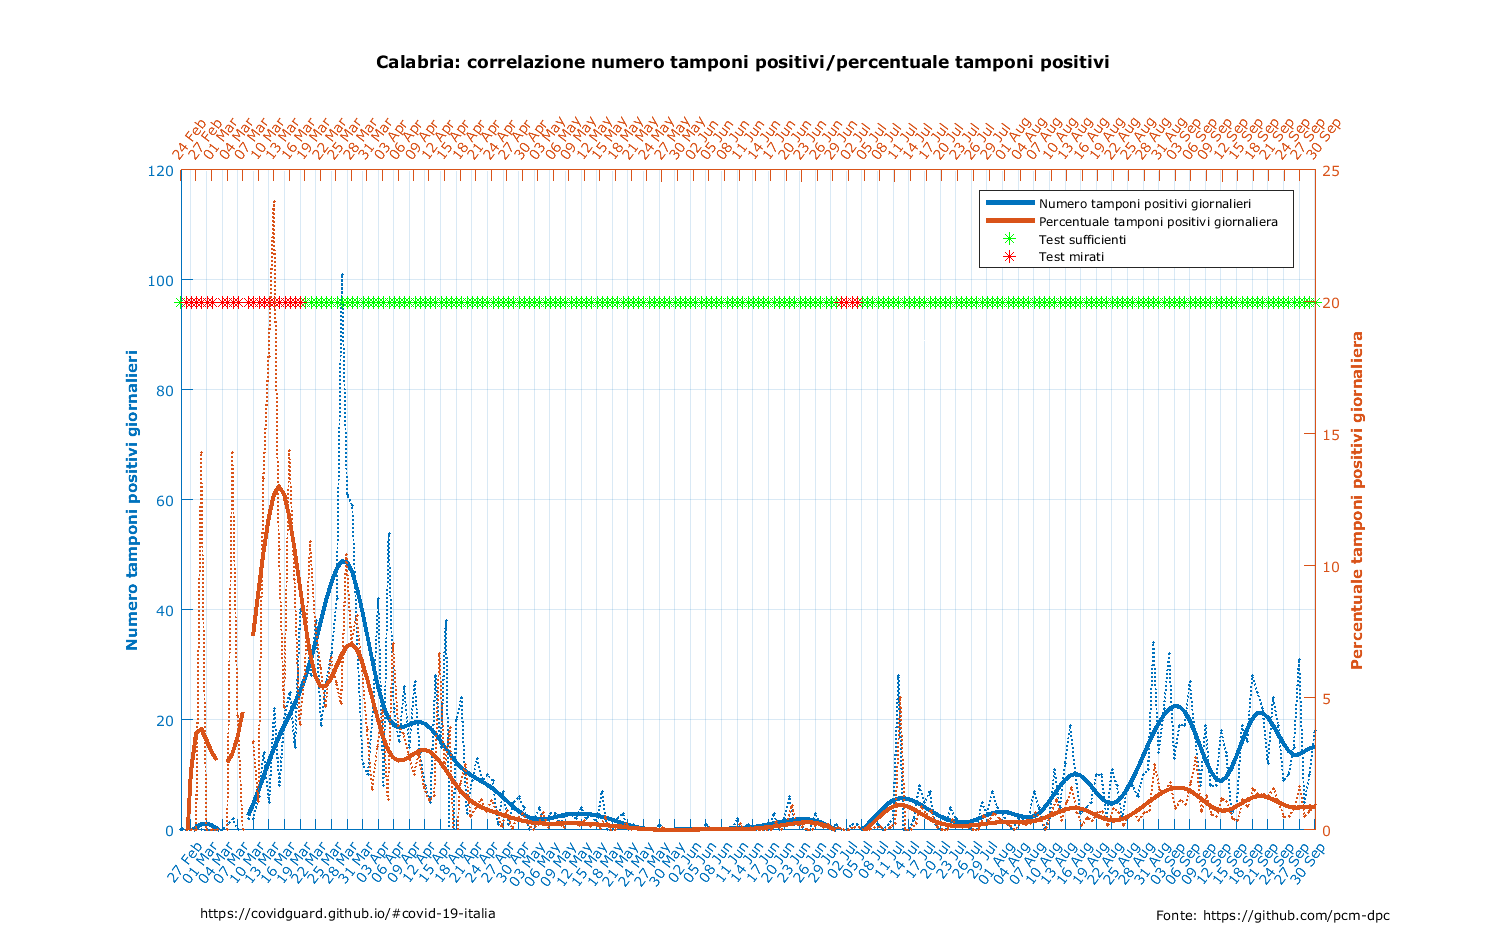 Calabria: correlazione numero tamponi positivi/percentuale tamponi positivi
24 Feb
27 Feb
01 Mar
04 Mar
07 Mar
10 Mar
13 Mar
16 Mar
19 Mar
22 Mar
25 Mar
28 Mar
31 Mar
03 Apr
06 Apr
09 Apr
12 Apr
15 Apr
18 Apr
21 Apr
24 Apr
27 Apr
30 Apr
03 May
06 May
09 May
12 May
15 May
18 May
21 May
24 May
27 May
30 May
02 Jun
05 Jun
08 Jun
11 Jun
14 Jun
17 Jun
20 Jun
23 Jun
26 Jun
29 Jun
02 Jul
05 Jul
08 Jul
11 Jul
14 Jul
17 Jul
20 Jul
23 Jul
26 Jul
29 Jul
01 Aug
04 Aug
07 Aug
10 Aug
13 Aug
16 Aug
19 Aug
22 Aug
25 Aug
28 Aug
31 Aug
03 Sep
06 Sep
09 Sep
12 Sep
15 Sep
18 Sep
21 Sep
24 Sep
27 Sep
30 Sep
120
100
80
60
40
20
0
Numero tamponi positivi giornalieri
Numero tamponi positivi giornalieri
Percentuale tamponi positivi giornaliera
Test sufficienti
Test mirati
25
20
15
10
5
0
Percentuale tamponi positivi giornaliera
27 Feb
01 Mar
04 Mar
07 Mar
10 Mar
13 Mar
16 Mar
19 Mar
22 Mar
25 Mar
28 Mar
31 Mar
03 Apr
06 Apr
09 Apr
12 Apr
15 Apr
18 Apr
21 Apr
24 Apr
27 Apr
30 Apr
03 May
06 May
09 May
12 May
15 May
18 May
21 May
24 May
27 May
30 May
02 Jun
05 Jun
08 Jun
11 Jun
14 Jun
17 Jun
20 Jun
23 Jun
26 Jun
29 Jun
02 Jul
05 Jul
08 Jul
11 Jul
14 Jul
17 Jul
20 Jul
23 Jul
26 Jul
29 Jul
01 Aug
04 Aug
07 Aug
10 Aug
13 Aug
16 Aug
19 Aug
22 Aug
25 Aug
28 Aug
31 Aug
03 Sep
06 Sep
09 Sep
12 Sep
15 Sep
18 Sep
21 Sep
24 Sep
27 Sep
30 Sep
https://covidguard.github.io/#covid-19-italia
Fonte: https://github.com/pcm-dpc